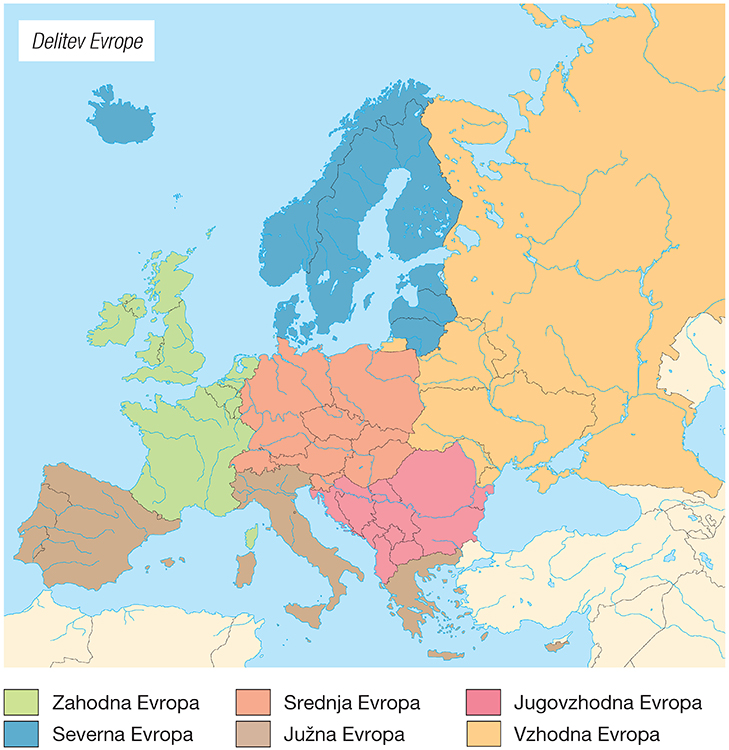 Delitev Evrope
Zahodna Evropa
Srednja Evropa
Jugovzhodna Evropa
Severna Evropa
Južna Evropa
Vzhodna Evropa